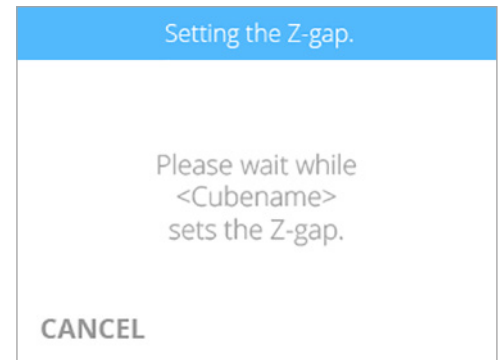 Setting the Z-gap.
Please wait while
<Cubename>
sets the Z-gap.
CANCEL